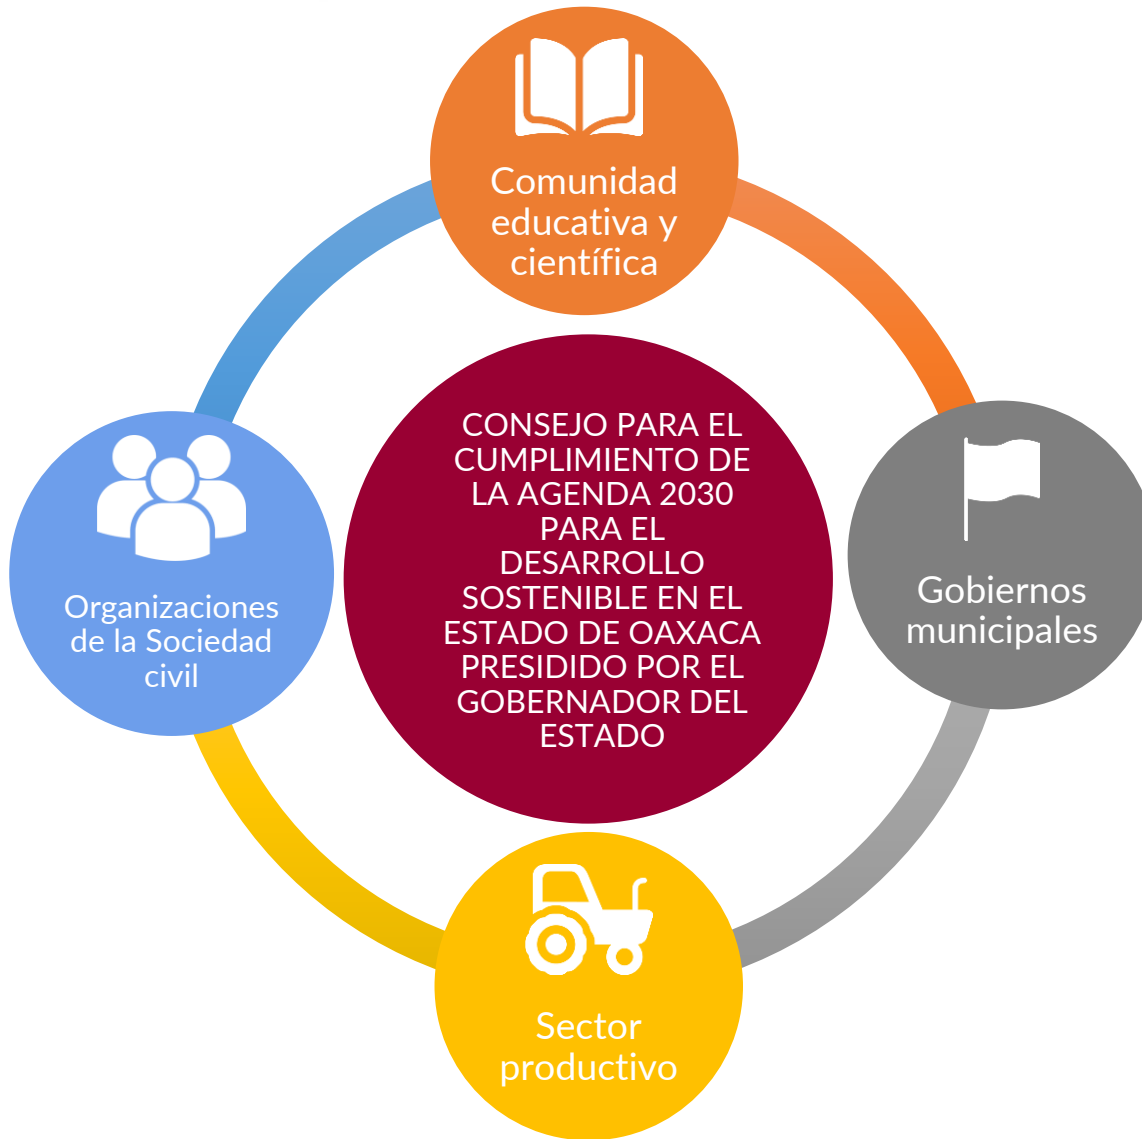 Comunidad
educativa y
científica
CONSEJO PARA EL
CUMPLIMIENTO DE
LA AGENDA 2030
PARA EL
DESARROLLO
SOSTENIBLE EN EL
ESTADO DE OAXACA
PRESIDIDO POR EL
GOBERNADOR DEL
ESTADO
Organizaciones
de la Sociedad
civil
Gobiernos
municipales
Sector
productivo